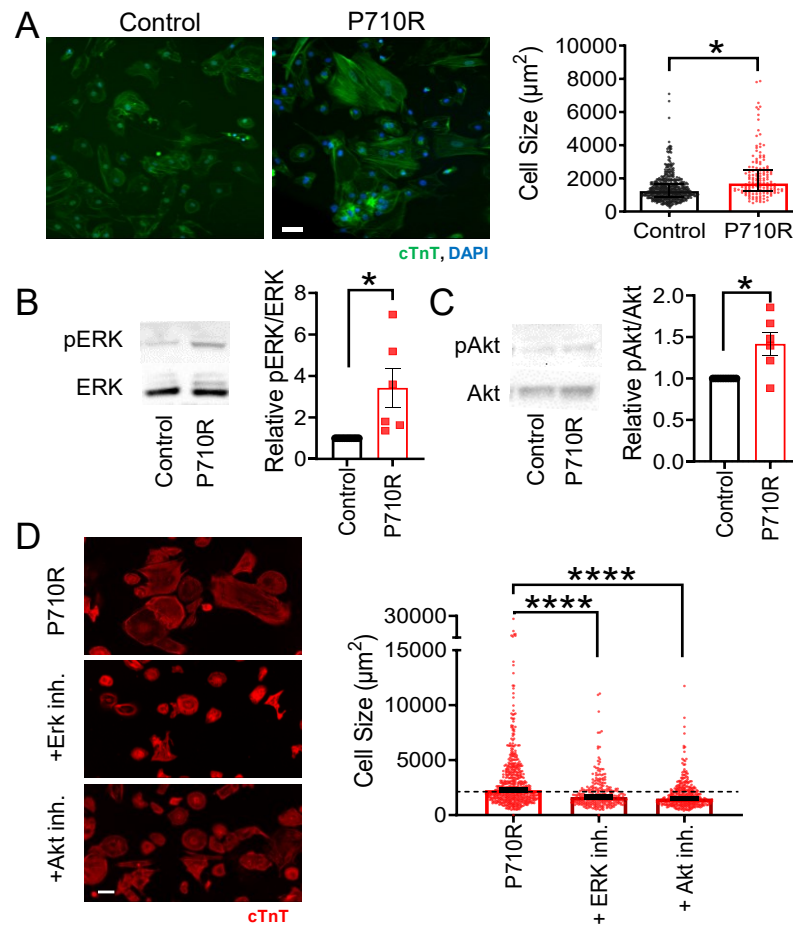 A
Control
P710R
cTnT, DAPI
Cell Size (µm²)
10000
8000
6000
4000
2000
0
*
Control
P710R
B
pERK
ERK
Control
P710R
Relative pERK/ERK
8
6
4
2
0
*
Control
P710R
C
pAkt
Akt
Control
P710R
Relative pAkt/Akt
2.0
1.5
1.0
0.5
0.0
*
Control
P710R
D
P710R
+Erk inh.
+Akt inh.
cTnT
Cell Size (µm²)
30000
15000
10000
5000
0
****
****
P710R
+ ERK inh.
+ Akt inh.